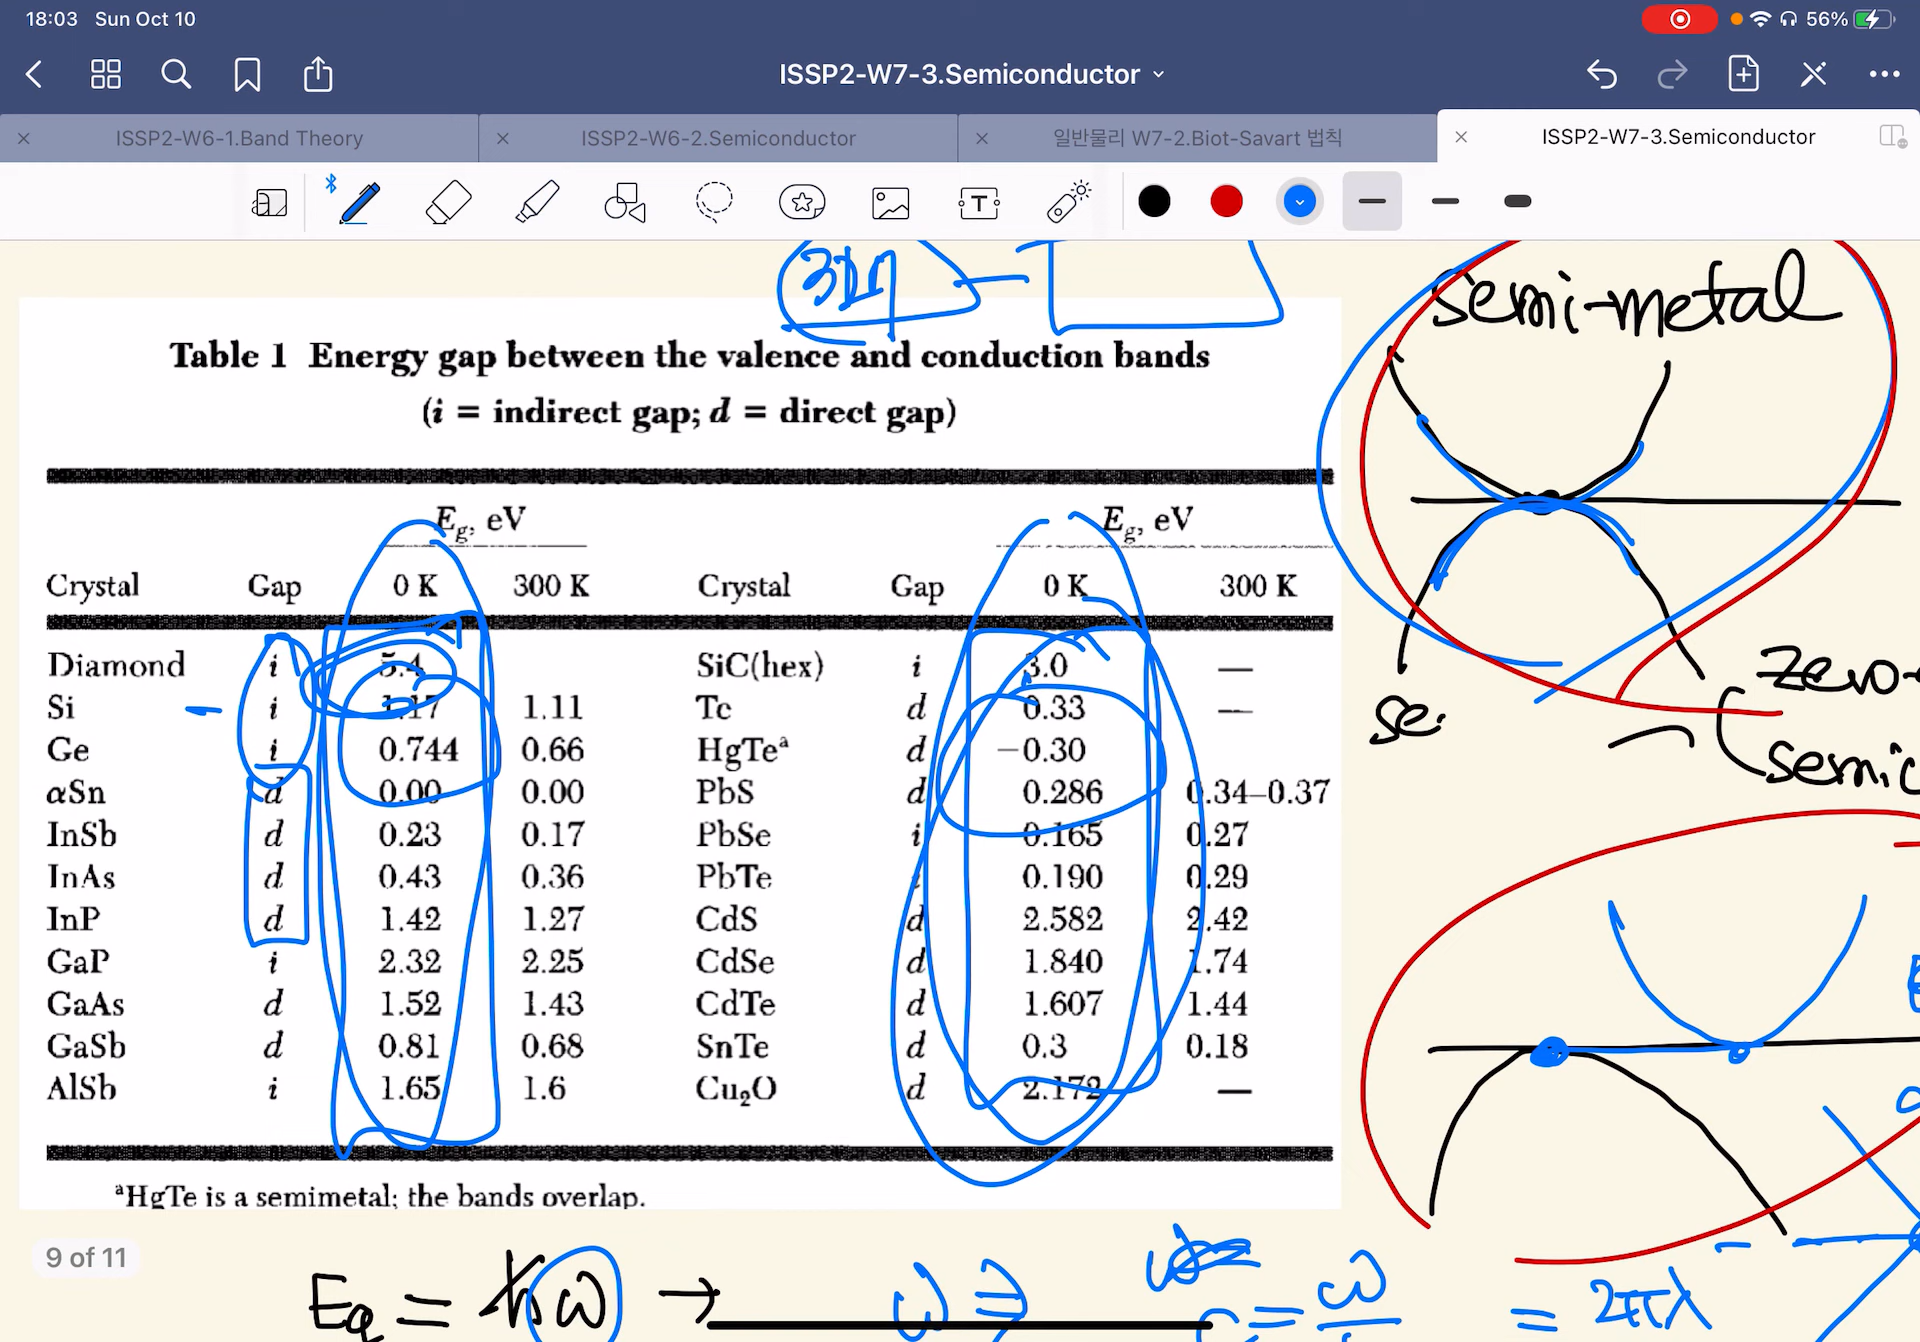 18:03 Sun Oct 10
56%
ISSP2-W7-3.Semiconductor
ISSP2-W6-1.Band Theory
ISSP2-W6-2.Semiconductor
일반물리 W7-2.Biot-Savart 법칙
ISSP2-W7-3.Semiconductor
semi-metal
Table 1 Energy gap between the valence and conduction bands
(i = indirect gap; d = direct gap)
Eg, eV Eg, eV
Crystal Gap 0 K 300 K Crystal Gap 0 K 300 K
Diamond i 5.4 SiC(hex) i 3.0 —
Si i 1.17 1.11 Te d 0.33 —
Ge i 0.744 0.66 HgTeᵃ d −0.30
αSn d 0.00 0.00 PbS d 0.286 0.34–0.37
InSb d 0.23 0.17 PbSe i 0.165 0.27
InAs d 0.43 0.36 PbTe i 0.190 0.29
InP d 1.42 1.27 CdS d 2.582 2.42
GaP i 2.32 2.25 CdSe d 1.840 1.74
GaAs d 1.52 1.43 CdTe d 1.607 1.44
GaSb d 0.81 0.68 SnTe d 0.3 0.18
AlSb i 1.65 1.6 Cu₂O d 2.172 —
ᵃHgTe is a semimetal; the bands overlap.
se
zero-
semic
9 of 11
Eg = ħω →
ω
= ω
= 2πλ